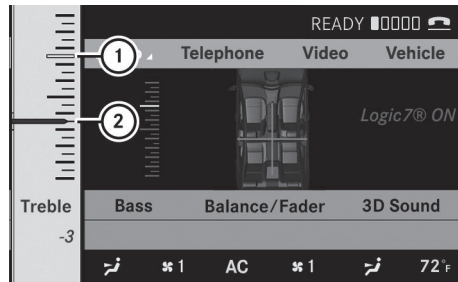 READY
1 Telephone Video Vehicle
2
Logic7® ON
Treble Bass Balance/Fader 3D Sound
-3
1 AC 1 72°F